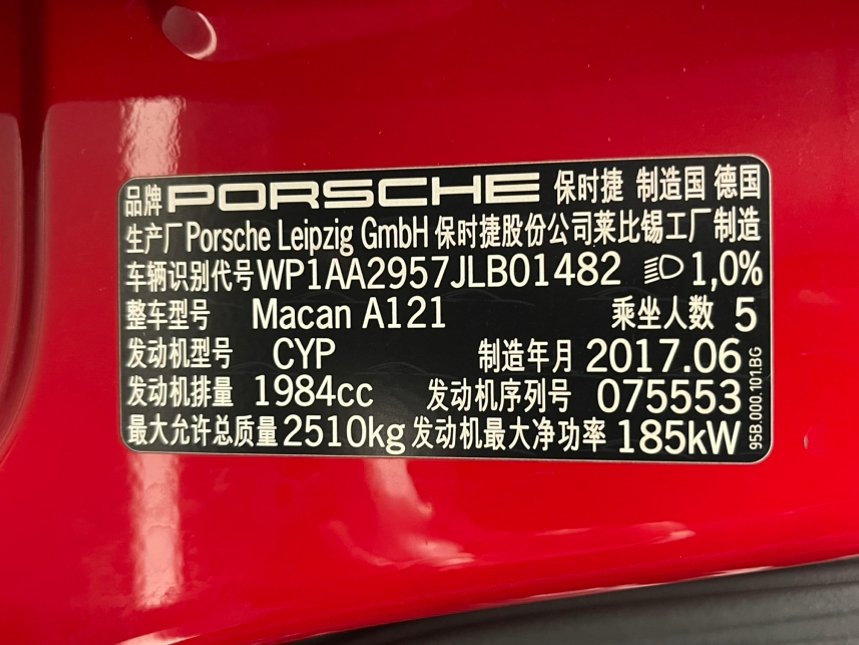 品牌 PORSCHE 保时捷 制造国 德国
生产厂 Porsche Leipzig GmbH 保时捷股份公司莱比锡工厂制造
车辆识别代号 WP1AA2957JLB01482 1,0%
整车型号 Macan A121 乘坐人数 5
发动机型号 CYP 制造年月 2017.06
发动机排量 1984cc 发动机序列号 075553
最大允许总质量 2510kg 发动机最大净功率 185kW
95B.000.101.BG